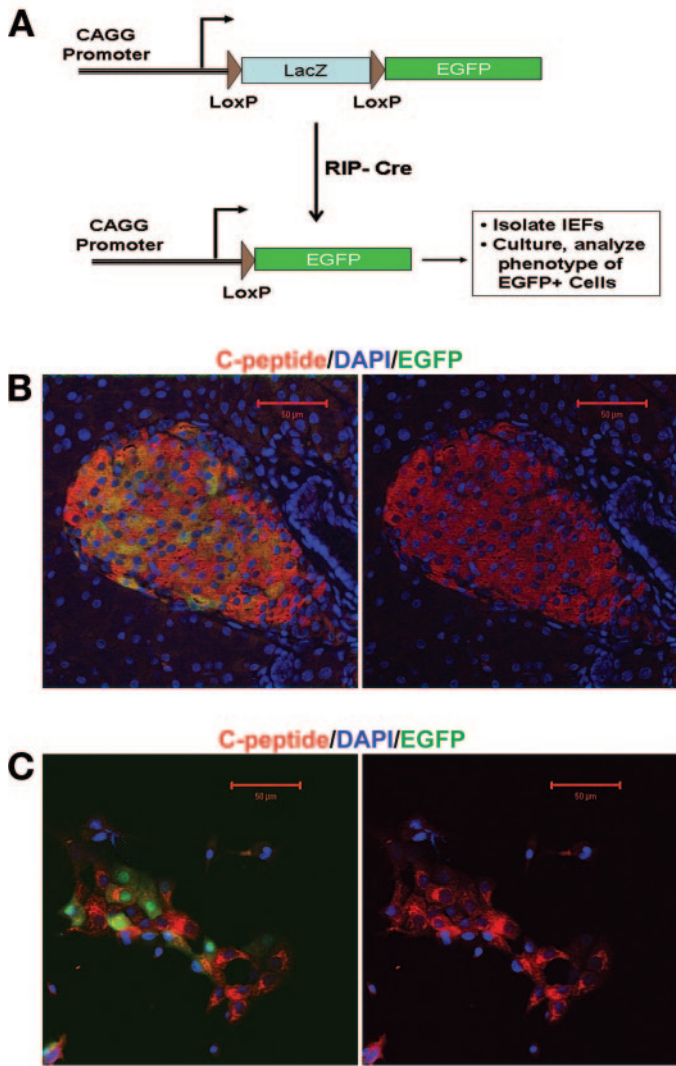 A
CAGG
Promoter
LacZ
EGFP
LoxP
LoxP
RIP- Cre
CAGG
Promoter
EGFP
LoxP
• Isolate IEFs
• Culture, analyze
phenotype of
EGFP+ Cells
C-peptide/DAPI/EGFP
B
50 µm
50 µm
C-peptide/DAPI/EGFP
C
50 µm
50 µm